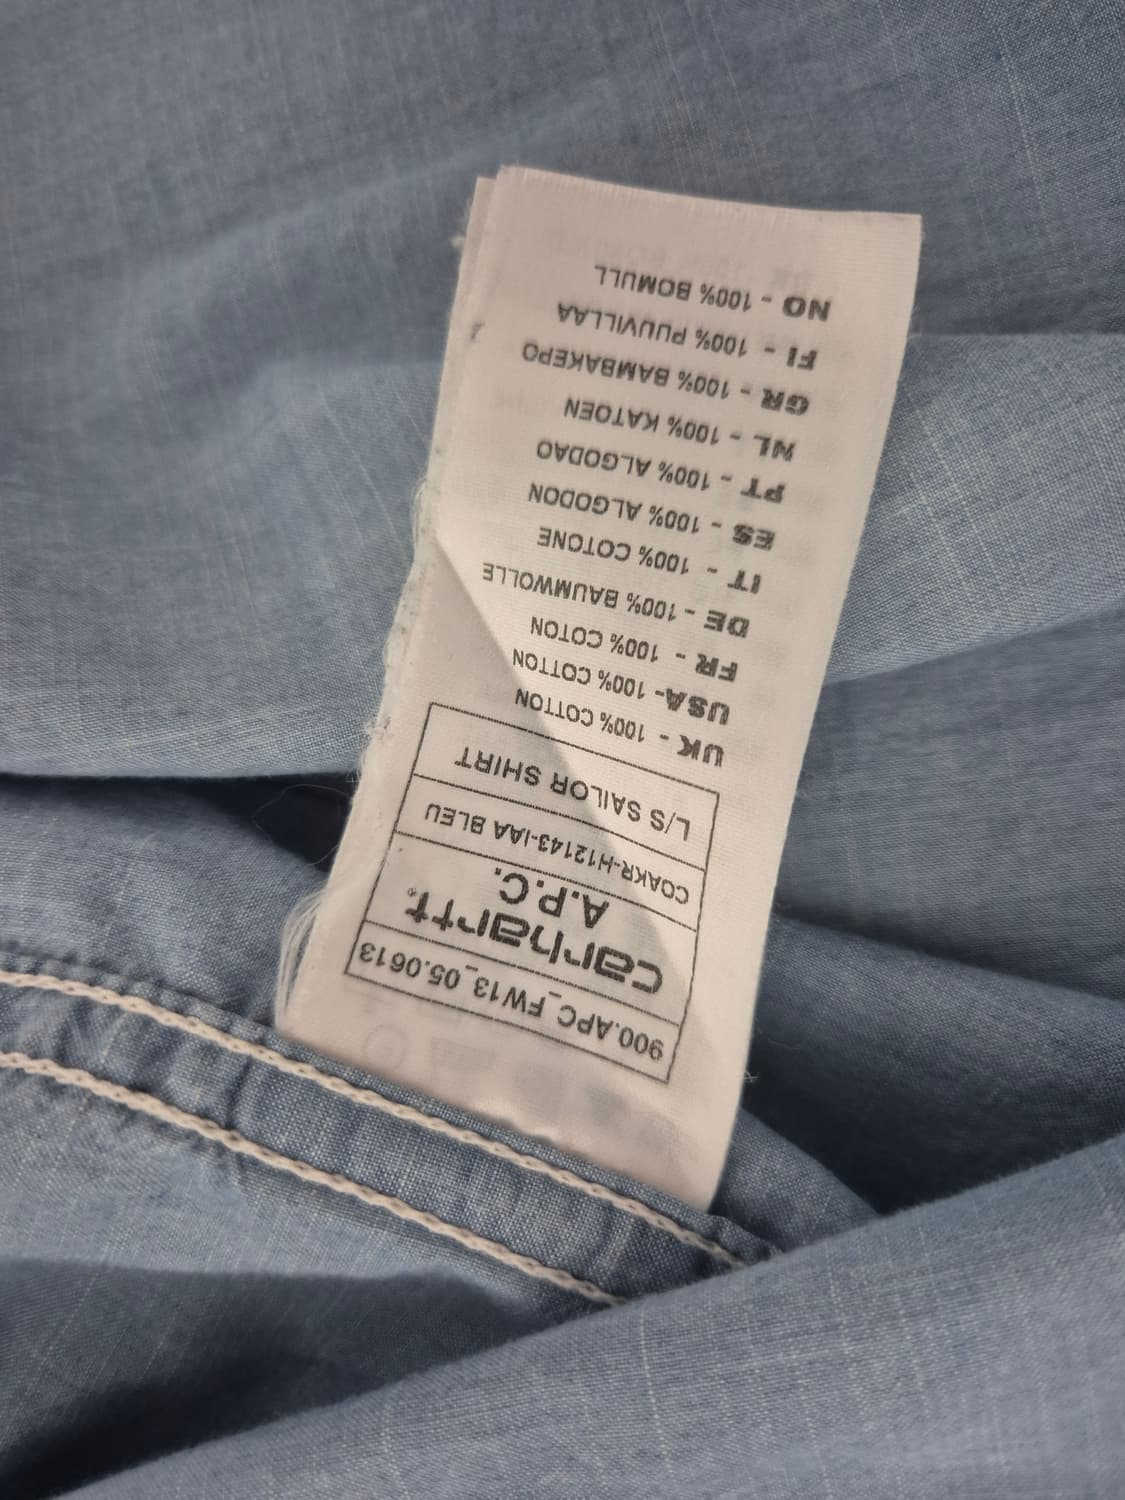 900.APC_FW13_05.0613
carhartt.
A.P.C.
COAKR-H12143-IAA BLEU
L/S SAILOR SHIRT
UK - 100% COTTON
USA- 100% COTTON
FR - 100% COTON
DE - 100% BAUMWOLLE
IT - 100% COTONE
ES - 100% ALGODON
PT - 100% ALGODAO
NL - 100% KATOEN
GR - 100% BAMBAKEPO
FI - 100% PUUVILLAA
NO - 100% BOMULL